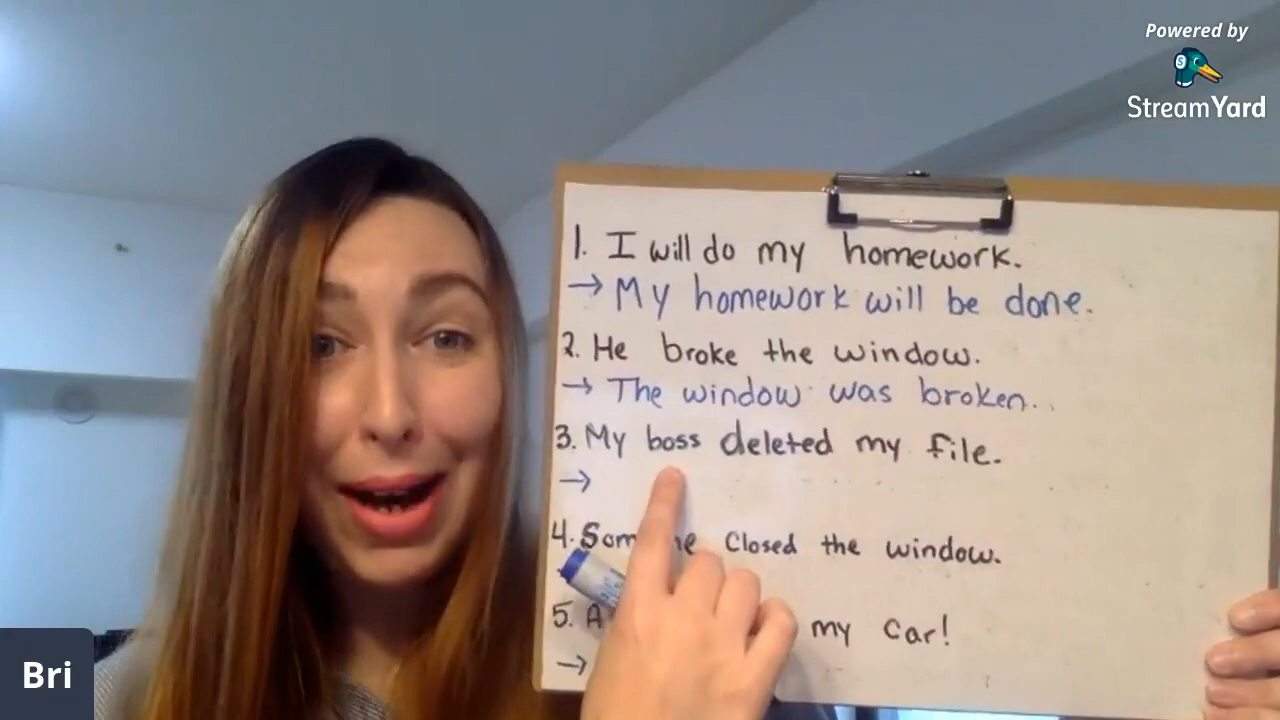 Powered by
StreamYard
1. I will do my homework.
→ My homework will be done.
2. He broke the window.
→ The window was broken..
3. My boss deleted my file.
→
4. closed the window.
5. my car!
→
Bri